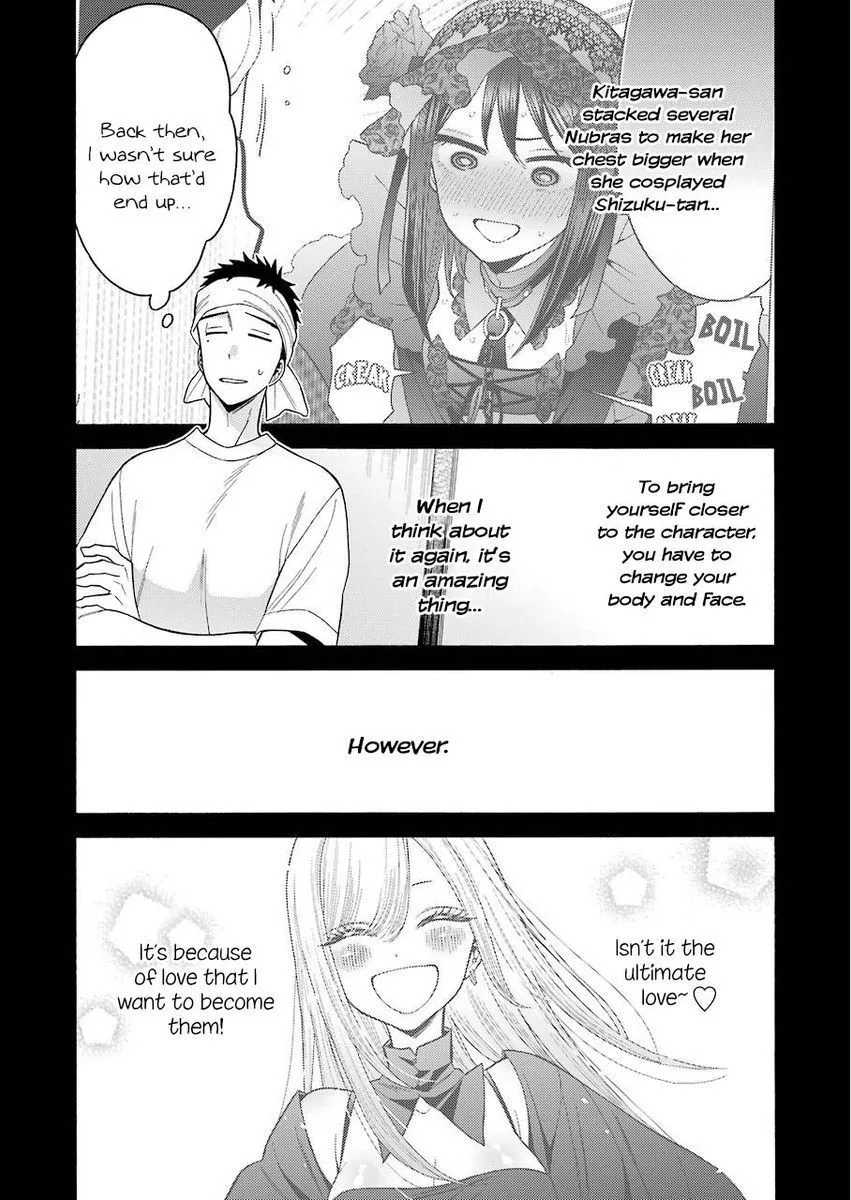 Kitagawa-san
stacked several
Nubras to make her
chest bigger when
she cosplayed
Shizuku-tan...
Back then,
I wasn't sure
how that'd
end up...
BOIL
CREAK
CREAK
BOIL
CREAK
To bring
yourself closer
to the character,
you have to
change your
body and face.
When I
think about
it again, it's
an amazing
thing...
However.
Isn't it the
ultimate
love~♡
It's because
of love that I
want to become
them!